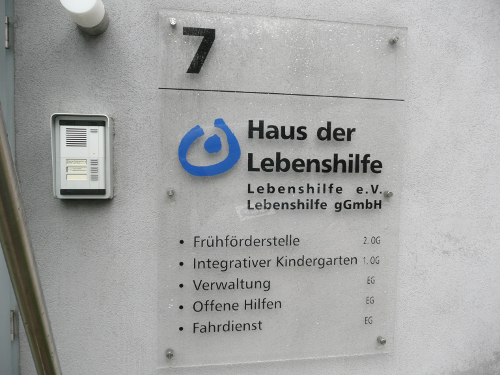 7
Haus der
Lebenshilfe
Lebenshilfe e.V.
Lebenshilfe gGmbH
• Frühförderstelle 2. OG
• Integrativer Kindergarten 1. OG
• Verwaltung EG
• Offene Hilfen EG
• Fahrdienst EG